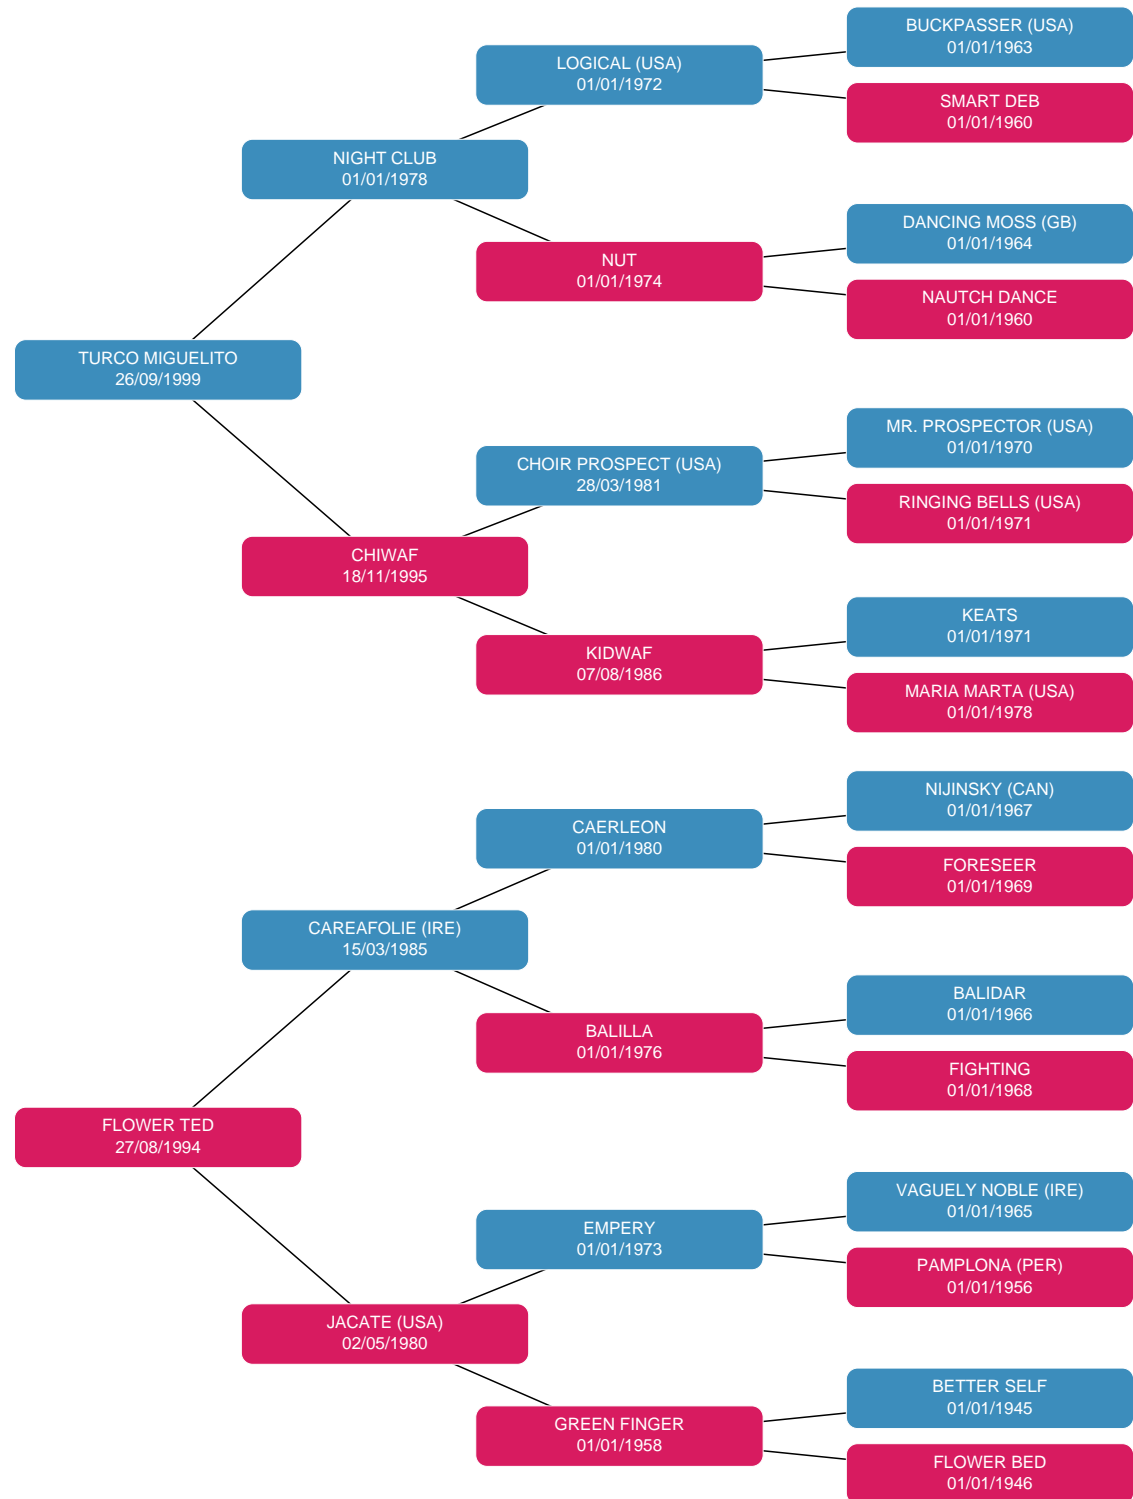 BUCKPASSER (USA)
01/01/1963
LOGICAL (USA)
01/01/1972
SMART DEB
01/01/1960
NIGHT CLUB
01/01/1978
DANCING MOSS (GB)
01/01/1964
NUT
01/01/1974
NAUTCH DANCE
01/01/1960
TURCO MIGUELITO
26/09/1999
MR. PROSPECTOR (USA)
01/01/1970
CHOIR PROSPECT (USA)
28/03/1981
RINGING BELLS (USA)
01/01/1971
CHIWAF
18/11/1995
KEATS
01/01/1971
KIDWAF
07/08/1986
MARIA MARTA (USA)
01/01/1978
NIJINSKY (CAN)
01/01/1967
CAERLEON
01/01/1980
FORESEER
01/01/1969
CAREAFOLIE (IRE)
15/03/1985
BALIDAR
01/01/1966
BALILLA
01/01/1976
FIGHTING
01/01/1968
FLOWER TED
27/08/1994
VAGUELY NOBLE (IRE)
01/01/1965
EMPERY
01/01/1973
PAMPLONA (PER)
01/01/1956
JACATE (USA)
02/05/1980
BETTER SELF
01/01/1945
GREEN FINGER
01/01/1958
FLOWER BED
01/01/1946